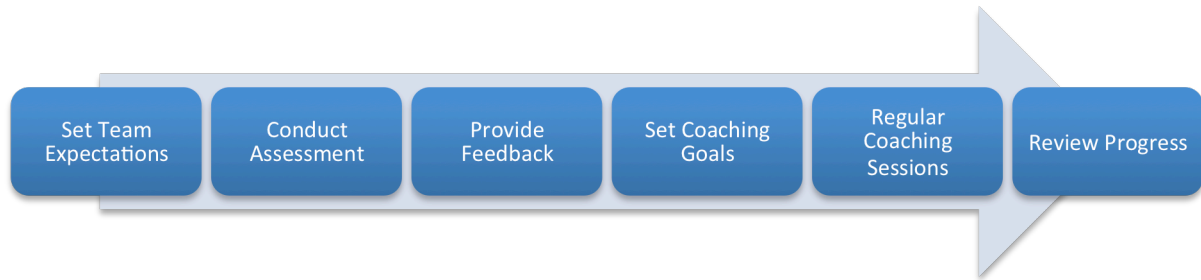 Set Team
Expectations
Conduct
Assessment
Provide
Feedback
Set Coaching
Goals
Regular
Coaching
Sessions
Review Progress